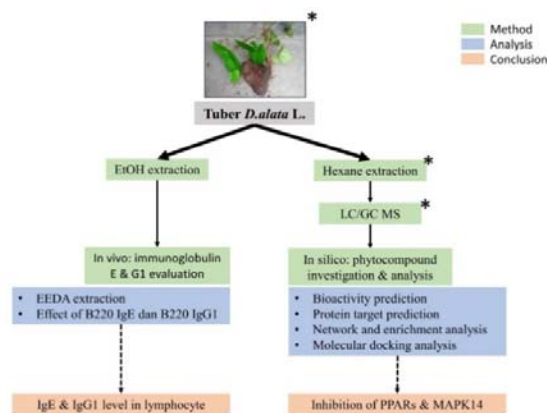 *
Method
Analysis
Conclusion
Tuber D.alata L.
EtOH extraction
Hexane extraction *
LC/GC MS *
In vivo: immunoglobulin
E & G1 evaluation
In silico: phytocompound
investigation & analysis
• EEDA extraction
• Effect of B220 IgE dan B220 IgG1
• Bioactivity prediction
• Protein target prediction
• Network and enrichment analysis
• Molecular docking analysis
IgE & IgG1 level in lymphocyte
Inhibition of PPARs & MAPK14